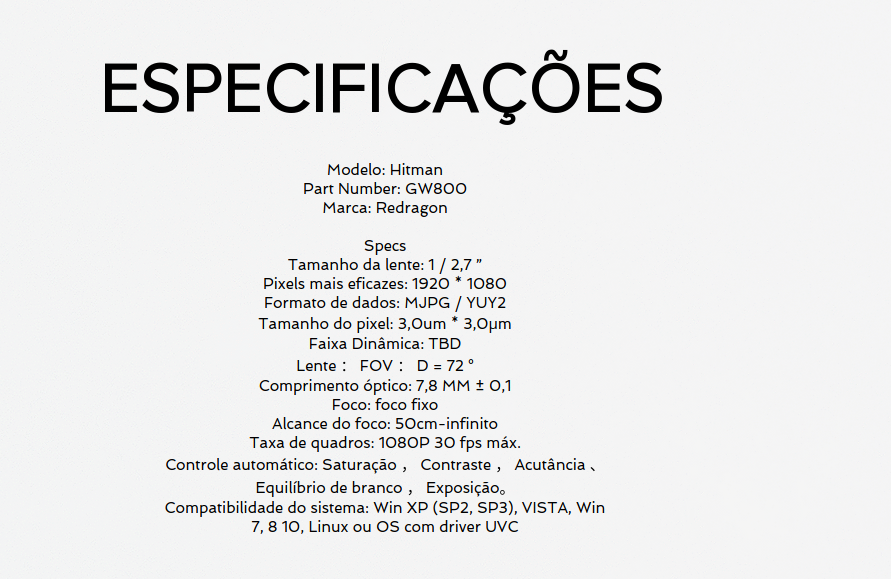 ESPECIFICAÇÕES
Modelo: Hitman
Part Number: GW800
Marca: Redragon
Specs
Tamanho da lente: 1 / 2,7 ”
Pixels mais eficazes: 1920 * 1080
Formato de dados: MJPG / YUY2
Tamanho do pixel: 3,0um * 3,0μm
Faixa Dinâmica: TBD
Lente： FOV： D = 72 °
Comprimento óptico: 7,8 MM ± 0,1
Foco: foco fixo
Alcance do foco: 50cm-infinito
Taxa de quadros: 1080P 30 fps máx.
Controle automático: Saturação， Contraste， Acutância、
Equilíbrio de branco， Exposição。
Compatibilidade do sistema: Win XP (SP2, SP3), VISTA, Win
7, 8 10, Linux ou OS com driver UVC